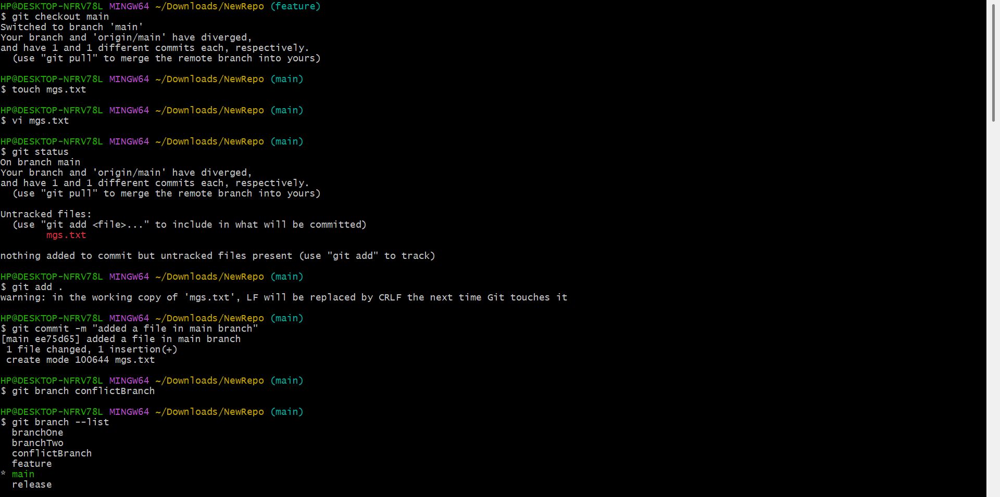 HP@DESKTOP-NFRV78L MINGW64 ~/Downloads/NewRepo (feature)
$ git checkout main
Switched to branch 'main'
Your branch and 'origin/main' have diverged,
and have 1 and 1 different commits each, respectively.
  (use "git pull" to merge the remote branch into yours)

HP@DESKTOP-NFRV78L MINGW64 ~/Downloads/NewRepo (main)
$ touch mgs.txt

HP@DESKTOP-NFRV78L MINGW64 ~/Downloads/NewRepo (main)
$ vi mgs.txt

HP@DESKTOP-NFRV78L MINGW64 ~/Downloads/NewRepo (main)
$ git status
On branch main
Your branch and 'origin/main' have diverged,
and have 1 and 1 different commits each, respectively.
  (use "git pull" to merge the remote branch into yours)

Untracked files:
  (use "git add <file>..." to include in what will be committed)
        mgs.txt

nothing added to commit but untracked files present (use "git add" to track)

HP@DESKTOP-NFRV78L MINGW64 ~/Downloads/NewRepo (main)
$ git add .
warning: in the working copy of 'mgs.txt', LF will be replaced by CRLF the next time Git touches it

HP@DESKTOP-NFRV78L MINGW64 ~/Downloads/NewRepo (main)
$ git commit -m "added a file in main branch"
[main ee75d65] added a file in main branch
 1 file changed, 1 insertion(+)
 create mode 100644 mgs.txt

HP@DESKTOP-NFRV78L MINGW64 ~/Downloads/NewRepo (main)
$ git branch conflictBranch

HP@DESKTOP-NFRV78L MINGW64 ~/Downloads/NewRepo (main)
$ git branch --list
  branchOne
  branchTwo
  conflictBranch
  feature
* main
  release